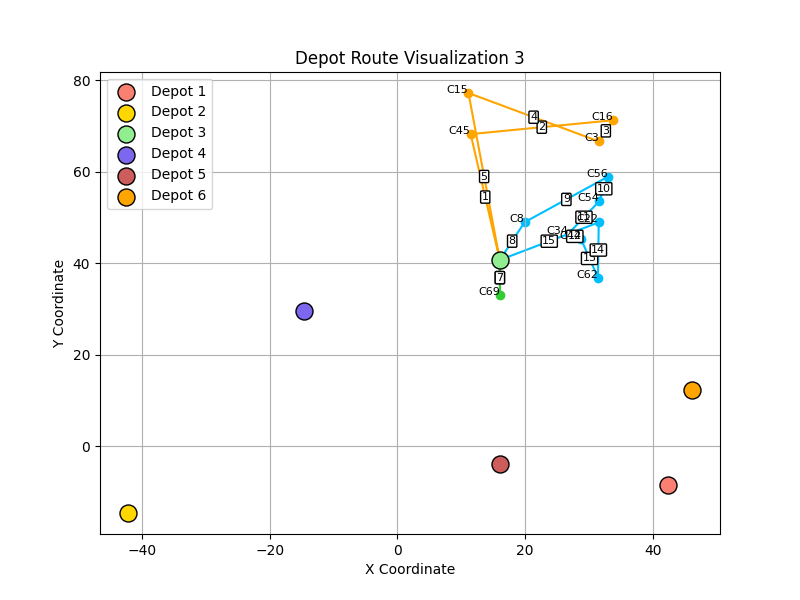 Depot Route Visualization 3
Depot 1
Depot 2
Depot 3
Depot 4
Depot 5
Depot 6
80
60
40
20
0
Y Coordinate
−40
−20
0
20
40
X Coordinate
C15
C16
C45
C3
C56
C54
C8
C34
C62
C69
4
2
3
5
1
10
9
11
8
15
14
13
7